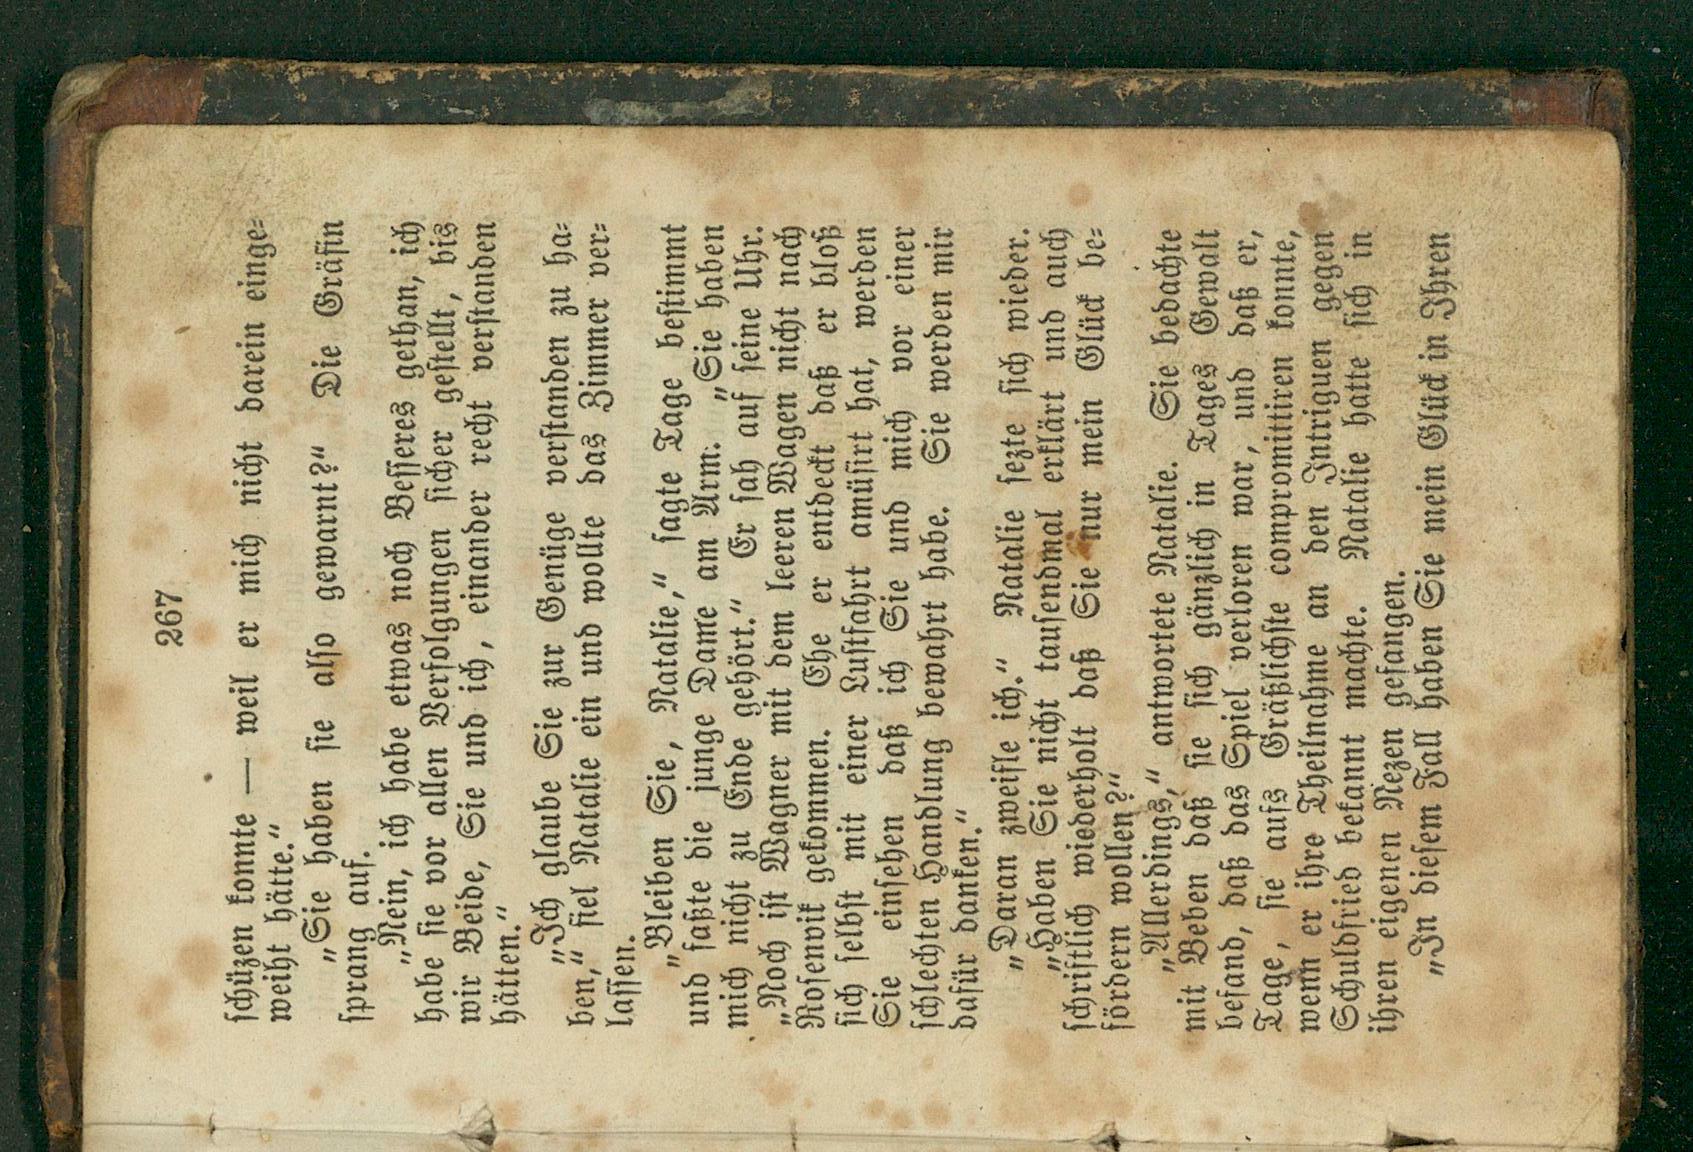 267
schüzen konnte — weil er mich nicht darein einge-
weiht hätte.“
„Sie haben sie also gewarnt?“ Die Gräfin
sprang auf.
„Nein, ich habe etwas noch Besseres gethan, ich
habe sie vor allen Verfolgungen sicher gestellt, bis
wir Beide, Sie und ich, einander recht verstanden
hätten.“
„Ich glaube Sie zur Genüge verstanden zu ha-
ben,“ fiel Natalie ein und wollte das Zimmer ver-
lassen.
„Bleiben Sie, Natalie,“ sagte Tage bestimmt
und faßte die junge Dame am Arm: „Sie haben
mich nicht zu Ende gehört.“ Er sah auf seine Uhr.
„Noch ist Wagner mit dem leeren Wagen nicht nach
Rosenvik gekommen. Ehe er entdeckt daß er bloß
sich selbst mit einer Lustfahrt amüsirt hat, werden
Sie einsehen daß ich Sie und mich vor einer
schlechten Handlung bewahrt habe. Sie werden mir
dafür danken.“
„Daran zweifle ich.“ Natalie sezte sich wieder.
„Haben Sie nicht tausendmal erklärt und auch
schriftlich wiederholt daß Sie nur mein Glück be-
fördern wollen?“
„Allerdings,“ antwortete Natalie. Sie bedachte
mit Beben daß sie sich gänzlich in Tages Gewalt
befand, daß das Spiel verloren war, und daß er,
Tage, sie aufs Gräßlichste compromitiren konnte,
wenn er ihre Theilnahme an den Intriguen gegen
Schuldfried bekannt machte. Natalie hatte sich in
ihren eigenen Nezen gefangen.
„In diesem Fall haben Sie mein Glück in Ihren